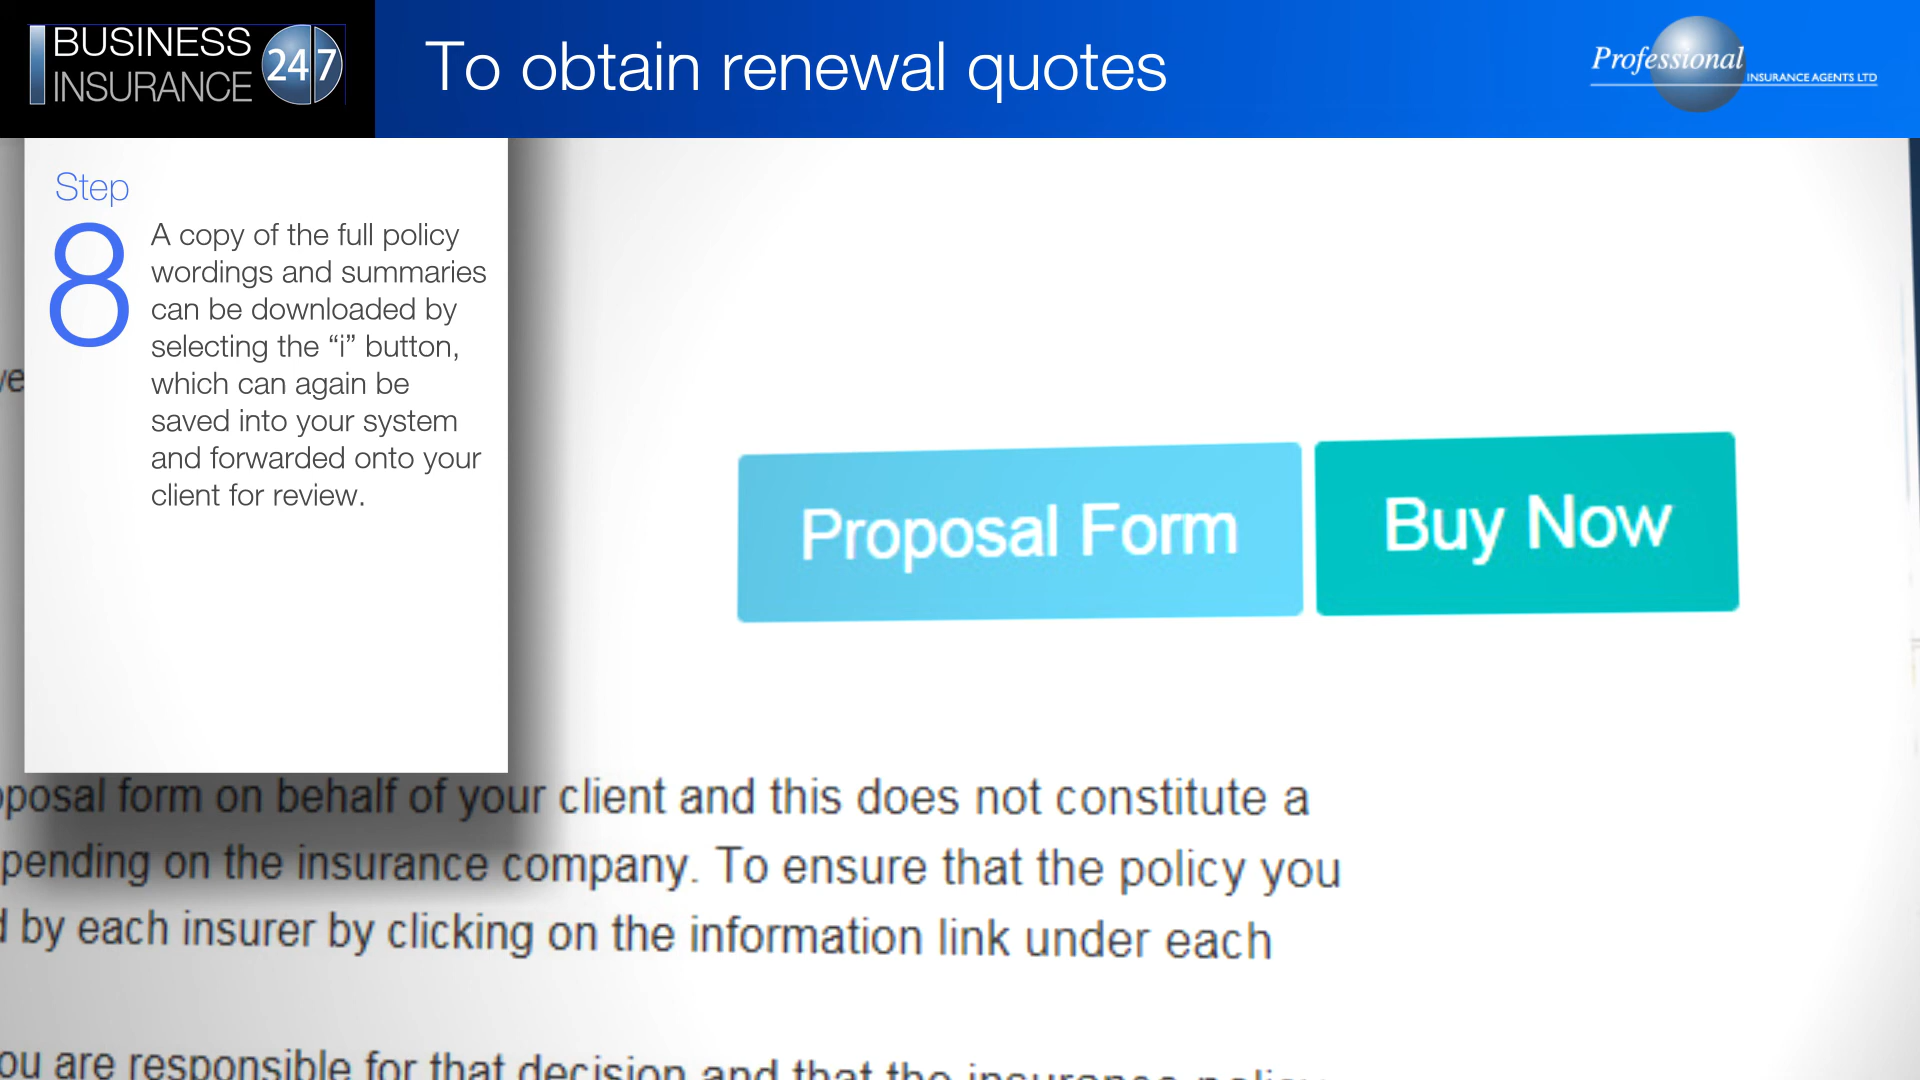 BUSINESS
INSURANCE
24 7
To obtain renewal quotes
Professional
INSURANCE AGENTS LTD
Step
8
A copy of the full policy
wordings and summaries
can be downloaded by
selecting the “i” button,
which can again be
saved into your system
and forwarded onto your
client for review.
Proposal Form
Buy Now
form on behalf of your client and this does not constitute a
on the insurance company. To ensure that the policy you
by each insurer by clicking on the information link under each
are responsible for that decision and that the insurance policy